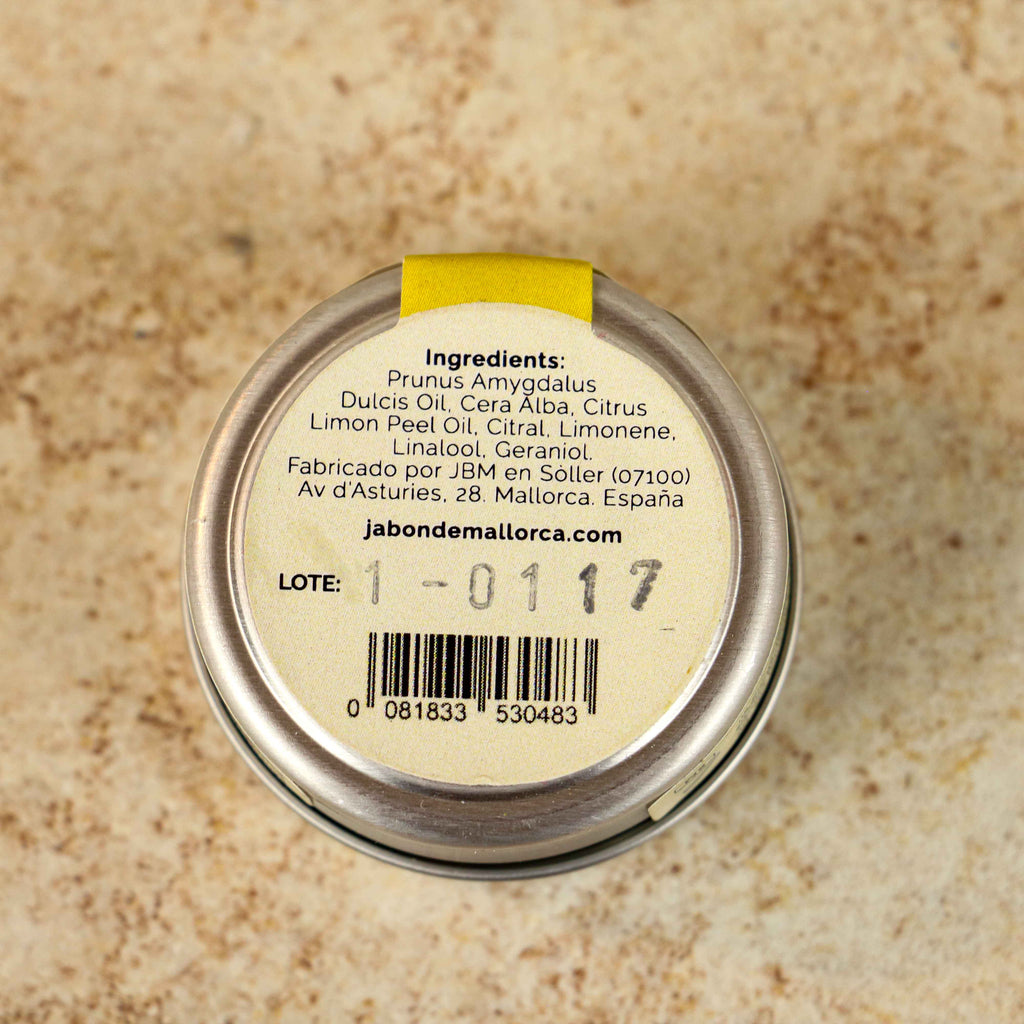 Ingredients:
Prunus Amygdalus
Dulcis Oil, Cera Alba, Citrus
Limon Peel Oil, Citral, Limonene,
Linalool, Geraniol.
Fabricado por JBM en Sòller (07100)
Av d'Asturies, 28. Mallorca. España
jabondemallorca.com
LOTE: 1 - 0117
0 081833 530483